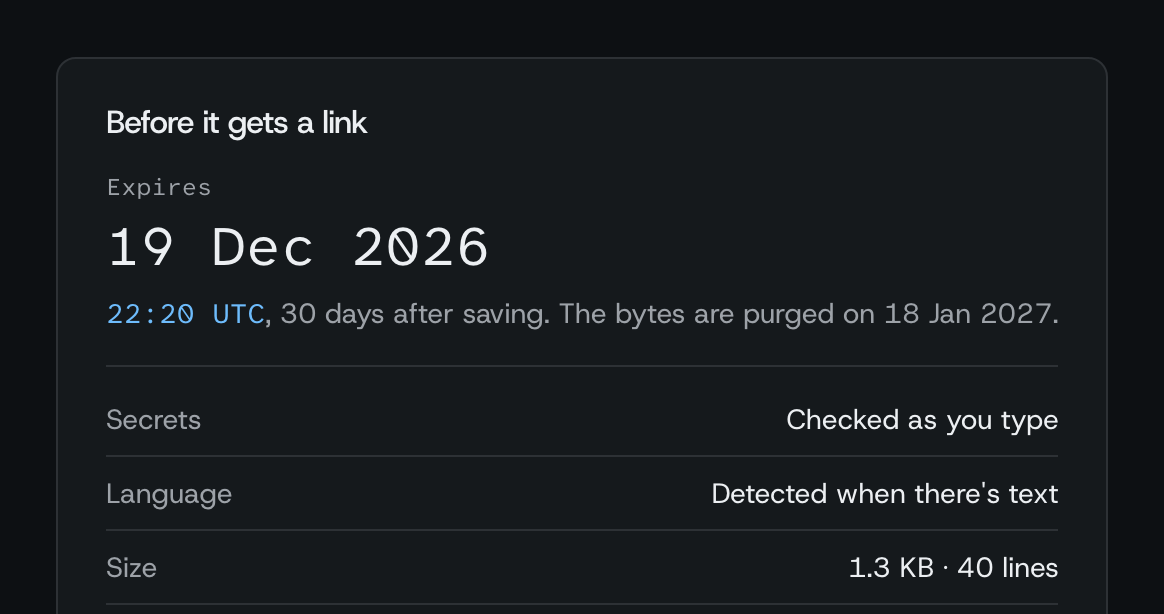 Before it gets a link
Expires
19 Dec 2026
22:20 UTC, 30 days after saving. The bytes are purged on 18 Jan 2027.
Secrets Checked as you type
Language Detected when there's text
Size 1.3 KB · 40 lines